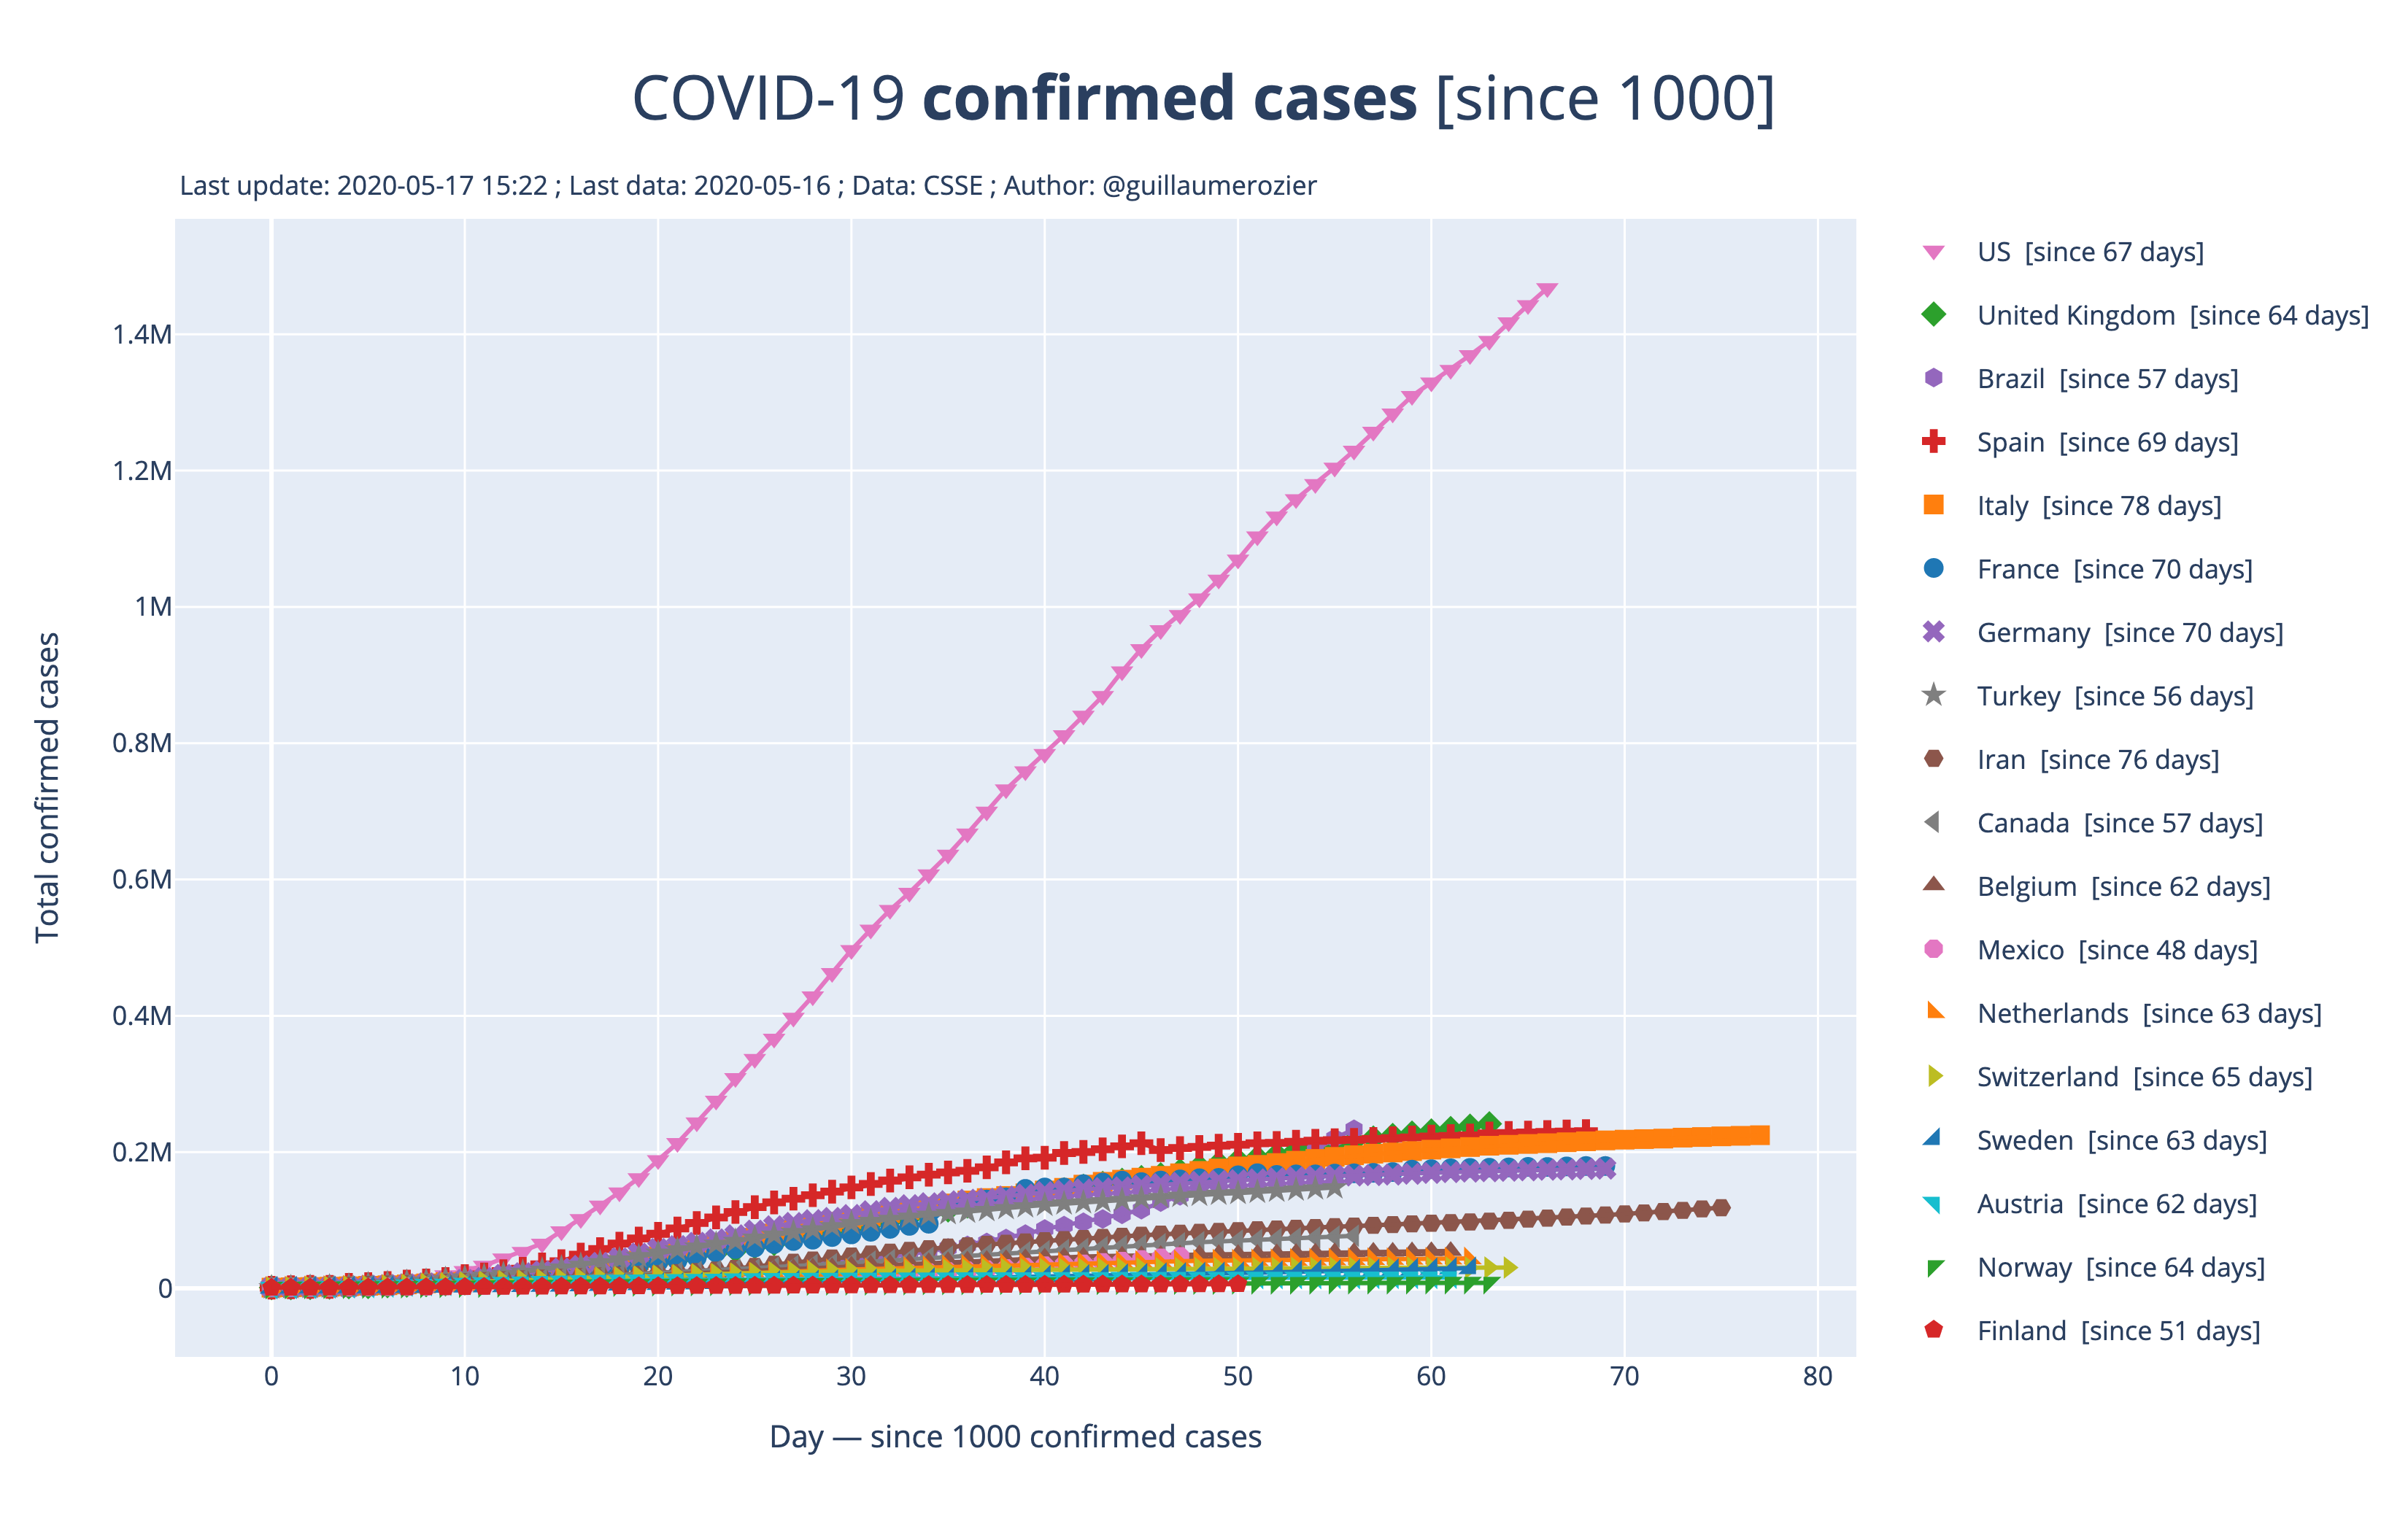 COVID-19 confirmed cases [since 1000]
Last update: 2020-05-17 15:22 ; Last data: 2020-05-16 ; Data: CSSE ; Author: @guillaumerozier
Total confirmed cases
1.4M
1.2M
1M
0.8M
0.6M
0.4M
0.2M
0
0 10 20 30 40 50 60 70 80
Day — since 1000 confirmed cases
US [since 67 days]
United Kingdom [since 64 days]
Brazil [since 57 days]
Spain [since 69 days]
Italy [since 78 days]
France [since 70 days]
Germany [since 70 days]
Turkey [since 56 days]
Iran [since 76 days]
Canada [since 57 days]
Belgium [since 62 days]
Mexico [since 48 days]
Netherlands [since 63 days]
Switzerland [since 65 days]
Sweden [since 63 days]
Austria [since 62 days]
Norway [since 64 days]
Finland [since 51 days]